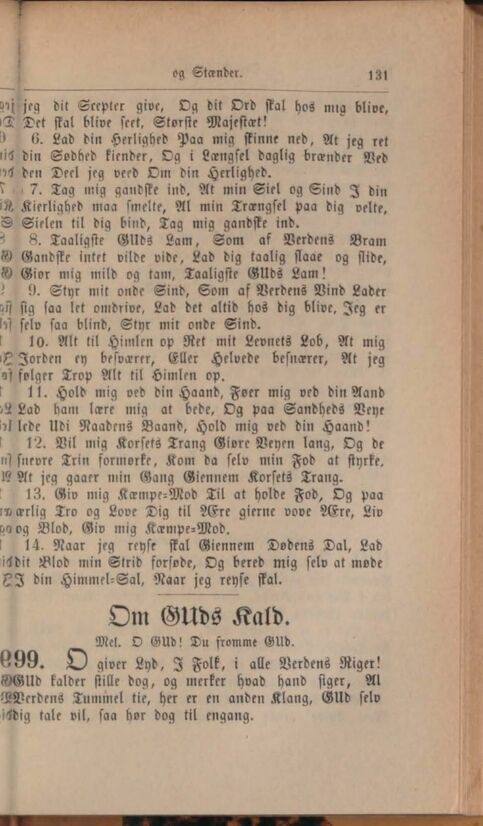 og Stænder. 131
jeg dit Scepter give, Og dit Ord skal hos mig blive,
Det skal blive seet, Største Majestæt!
6. Lad din Herlighed Paa mig skinne ned, At jeg ret
din Sødhed kiender, Og i Længsel daglig brænder Ved
den Deel jeg veed Om din Herlighed.
7. Tag mig gandske ind, At min Siel og Sind I din
Kierlighed maa smelte, Al min Trængsel paa dig velte,
Sielen til dig bind, Tag mig gandske ind.
8. Taaligste GUds Lam, Som af Verdens Bram
Gandske intet vilde vide, Lad dig taalig slaae og slide,
Giør mig mild og tam, Taaligste GUds Lam!
9. Styr mit onde Sind, Som af Verdens Vind Lader
sig saa let omdrive, Lad det altid hos dig blive, Jeg er
selv saa blind, Styr mit onde Sind.
10. Alt til Himlen op Ret mit Levnets Lob, At mig
Jorden ey besværer, Eller Helvede besnærer, At jeg
følger Trop Alt til Himlen op.
11. Hold mig ved din Haand, Føer mig ved din Aand
Lad ham lære mig at bede, Og paa Sandheds Veye
lede Udi Naadens Baand, Hold mig ved din Haand!
12. Vil mig Korsets Trang Giøre Veyen lang, Og de
snevre Trin formørke, Kom da selv min Fod at styrke,
At jeg gaaer min Gang Giennem Korsets Trang.
13. Giv mig Kæmpe=Mod Til at holde Fod, Og paa
ærlig Tro og Love Dig til Ære gierne vove Ære, Liv
og Blod, Giv mig Kæmpe=Mod.
14. Naar jeg reyse skal Giennem Dødens Dal, Lad
dit Blod min Strid forsøde, Og bered mig selv at møde
I din Himmel=Sal, Naar jeg reyse skal.
Om GUds Kald.
Mel. O GUd! Du fromme GUd.
99. O giver Lyd, I Folk, i alle Verdens Riger!
GUd kalder stille dog, og merker hvad hand siger, Al
Verdens Tummel tie, her er en anden Klang, GUd selv
dig tale vil, saa hør dog til engang.